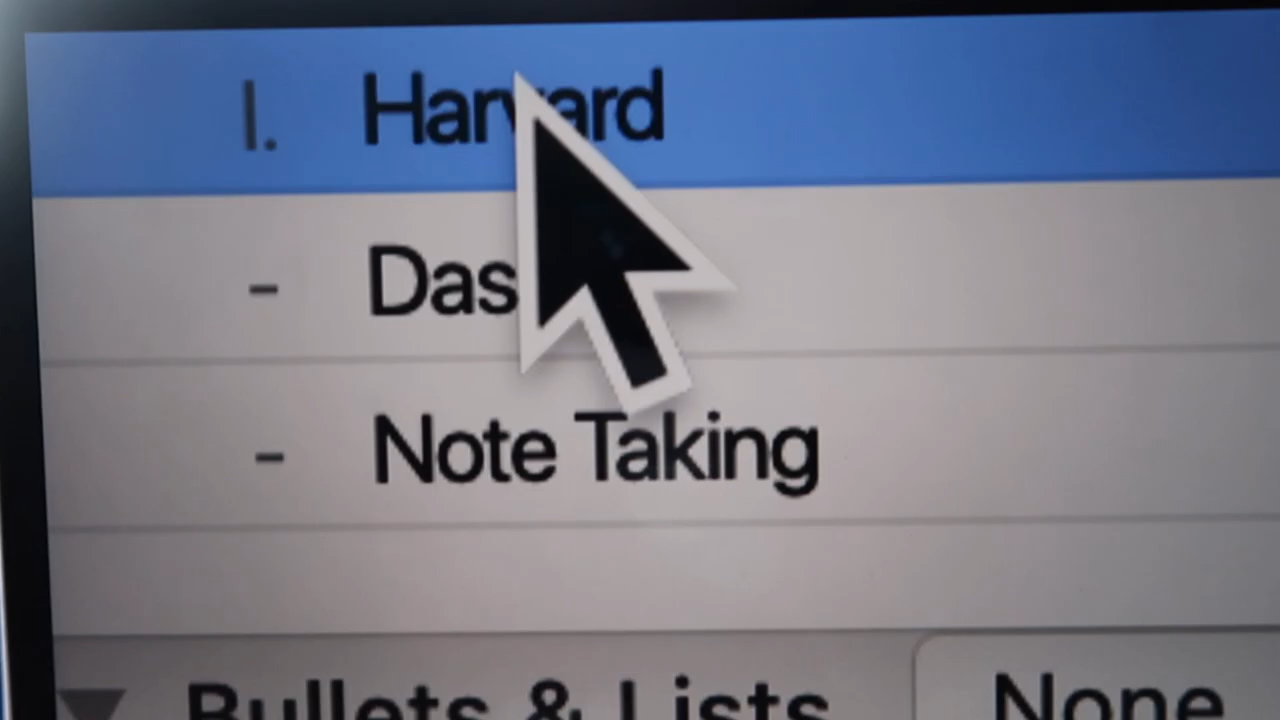 I. Harvard
- Das
- Note Taking
Bullets & Lists None